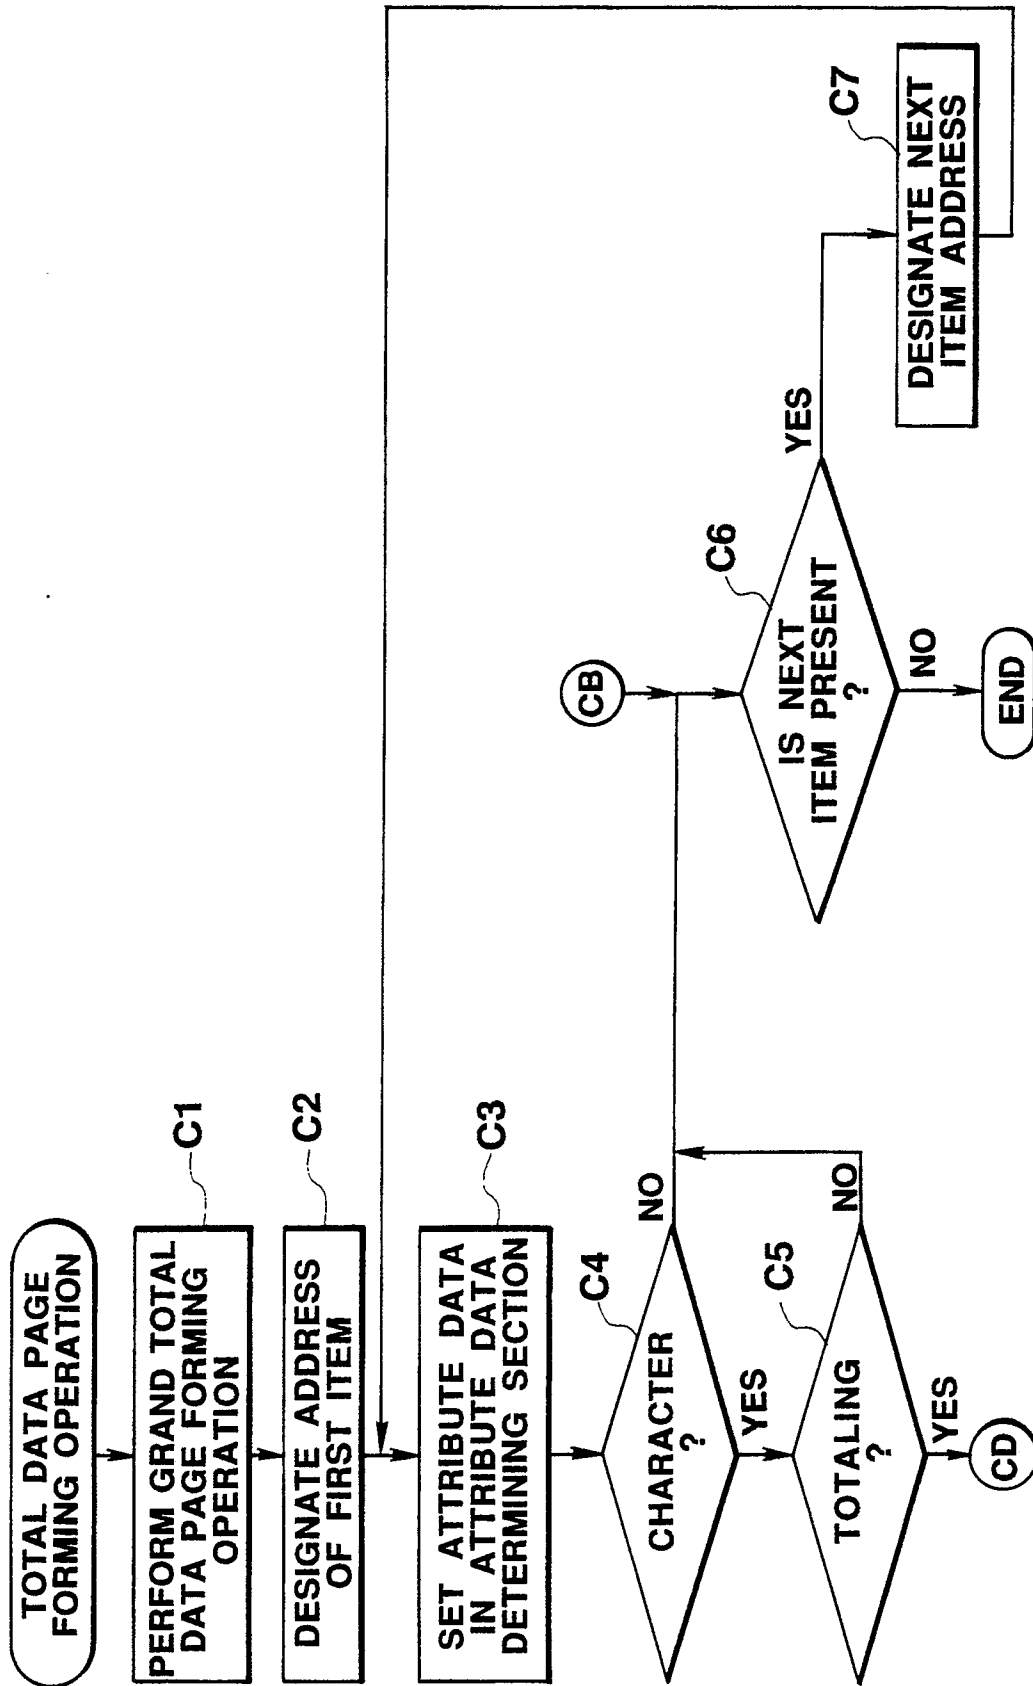 TOTAL DATA PAGE
FORMING OPERATION
C1
PERFORM GRAND TOTAL
DATA PAGE FORMING
OPERATION
C2
DESIGNATE ADDRESS
OF FIRST ITEM
C3
SET ATTRIBUTE DATA
IN ATTRIBUTE DATA
DETERMINING SECTION
C4
CHARACTER
?
NO
YES
C5
TOTALING
?
NO
YES
CD
CB
C6
IS NEXT
ITEM PRESENT
?
YES
NO
END
C7
DESIGNATE NEXT
ITEM ADDRESS